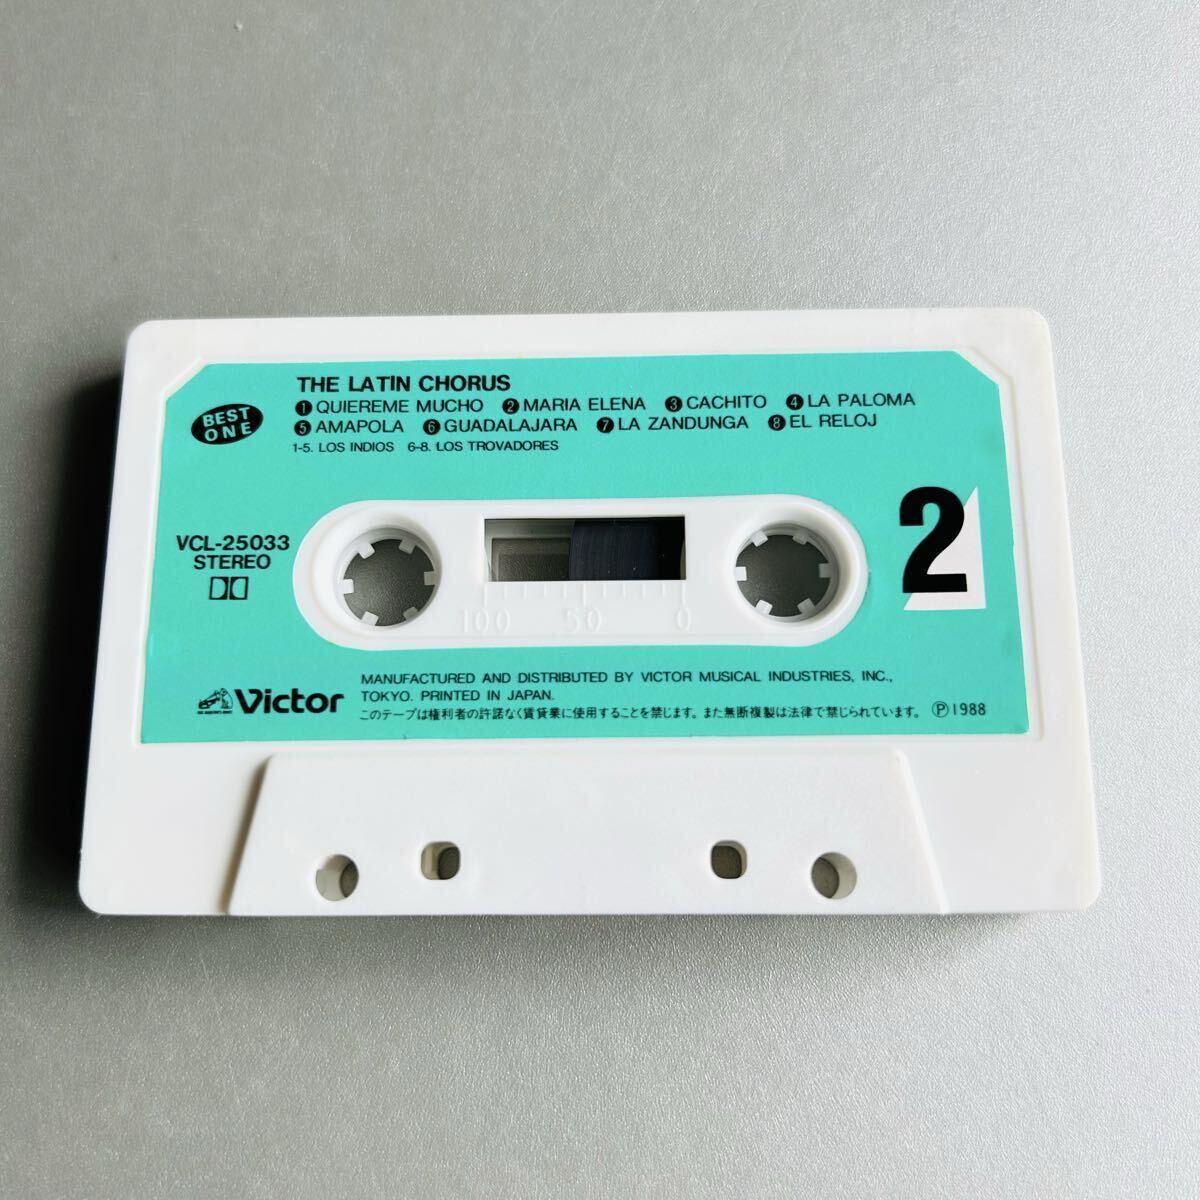 THE LATIN CHORUS
BEST ONE
❶ QUIEREME MUCHO ❷ MARIA ELENA ❸ CACHITO ❹ LA PALOMA
❺ AMAPOLA ❻ GUADALAJARA ❼ LA ZANDUNGA ❽ EL RELOJ
1-5. LOS INDIOS 6-8. LOS TROVADORES
2
VCL-25033
STEREO
100 50 0
Victor
MANUFACTURED AND DISTRIBUTED BY VICTOR MUSICAL INDUSTRIES, INC.,
TOKYO. PRINTED IN JAPAN.
このテープは権利者の許諾なく賃貸業に使用することを禁じます。また無断複製は法律で禁じられています。 Ⓟ1988